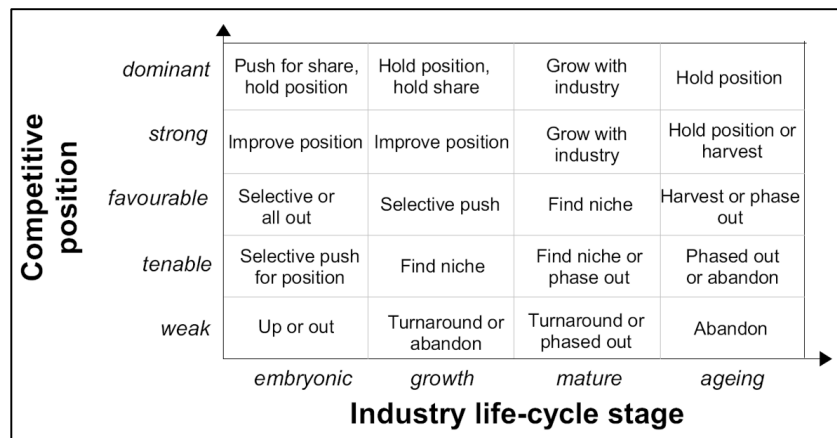 Competitive
position
dominant
Push for share,
hold position
Hold position,
hold share
Grow with
industry
Hold position
strong
Improve position
Improve position
Grow with
industry
Hold position or
harvest
favourable
Selective or
all out
Selective push
Find niche
Harvest or phase
out
tenable
Selective push
for position
Find niche
Find niche or
phase out
Phased out
or abandon
weak
Up or out
Turnaround or
abandon
Turnaround or
phased out
Abandon
embryonic
growth
mature
ageing
Industry life-cycle stage